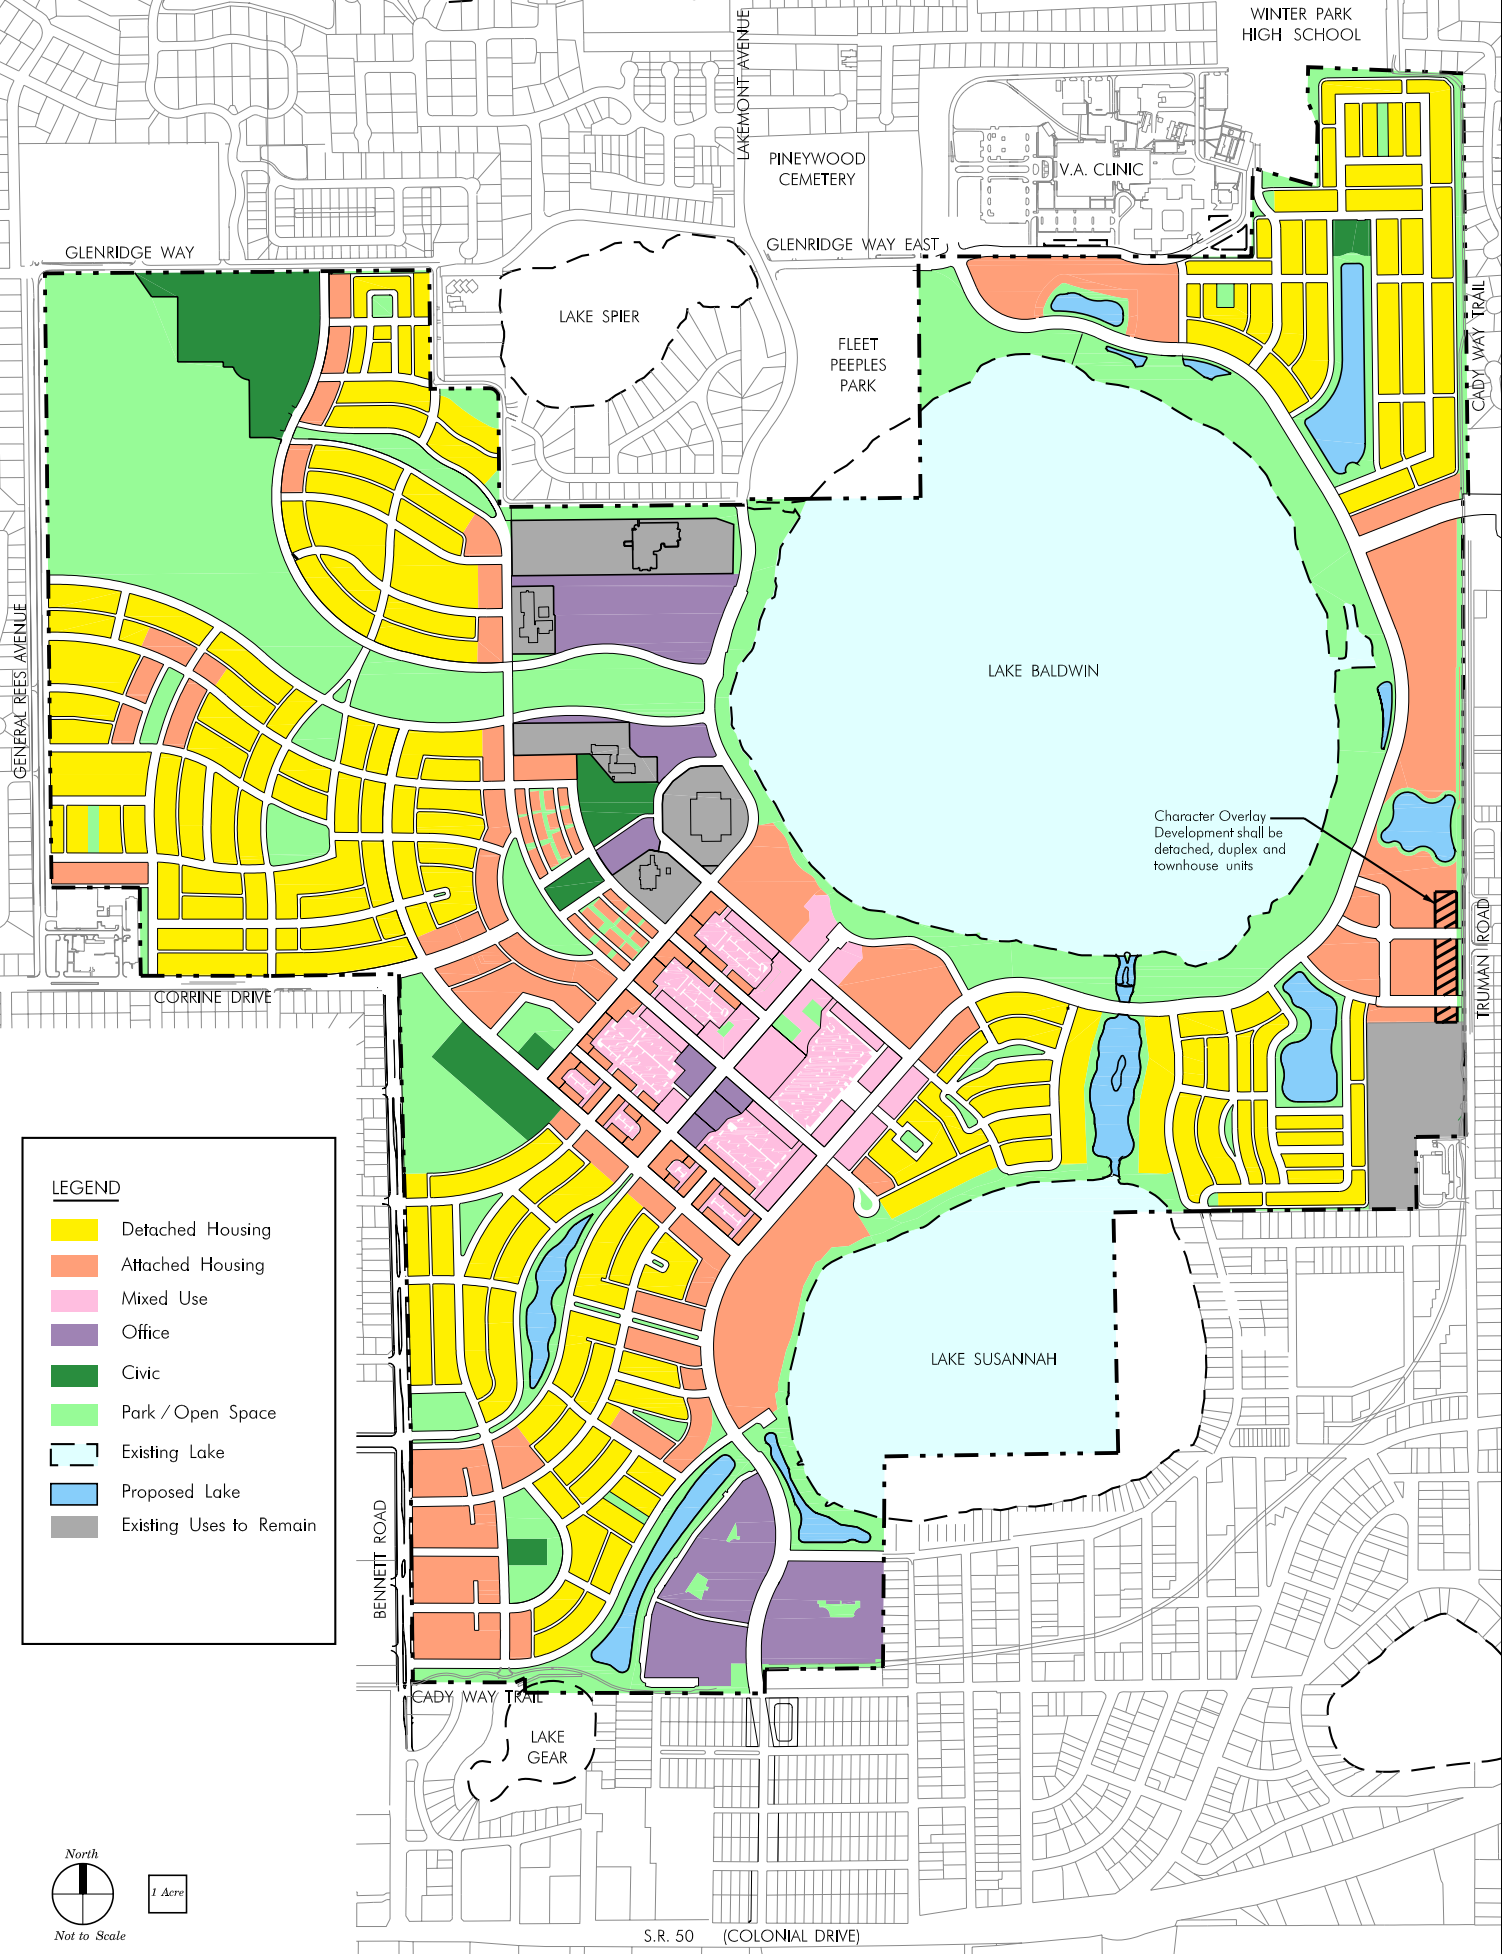 WINTER PARK
HIGH SCHOOL
LAKEMONT AVENUE
PINEYWOOD
CEMETERY
V.A. CLINIC
GLENRIDGE WAY
GLENRIDGE WAY EAST
LAKE SPIER
FLEET
PEEPLES
PARK
CADY WAY TRAIL
GENERAL REES AVENUE
LAKE BALDWIN
Character Overlay
Development shall be
detached, duplex and
townhouse units
TRUMAN ROAD
CORRINE DRIVE
LEGEND
Detached Housing
Attached Housing
Mixed Use
Office
Civic
Park / Open Space
Existing Lake
Proposed Lake
Existing Uses to Remain
LAKE SUSANNAH
BENNETT ROAD
CADY WAY TRAIL
LAKE
GEAR
North
1 Acre
Not to Scale
S.R. 50 (COLONIAL DRIVE)